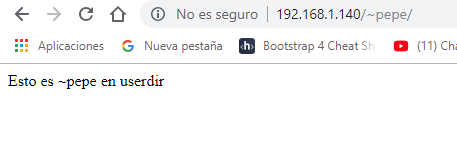 No es seguro | 192.168.1.140/~pepe/
Aplicaciones Nueva pestaña Bootstrap 4 Cheat Sh (11) Cha
Esto es ~pepe en userdir